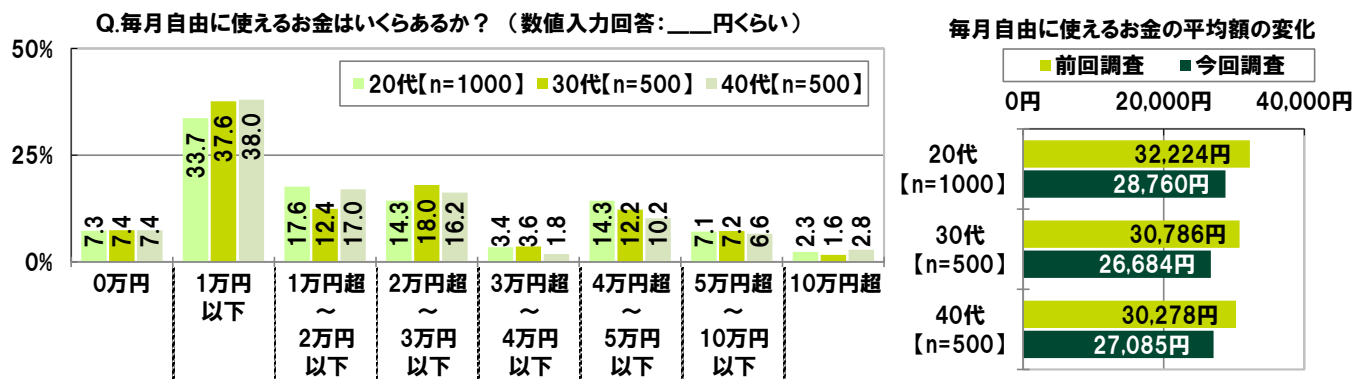 Q.毎月自由に使えるお金はいくらあるか？ （数値入力回答：___円くらい）
50%
25%
0%
20代【n=1000】 30代【n=500】 40代【n=500】
7.3 7.4 7.4
33.7 37.6 38.0
17.6 12.4 17.0
14.3 18.0 16.2
3.4 3.6 1.8
14.3 12.2 10.2
7.1 7.2 6.6
2.3 1.6 2.8
0万円
1万円
以下
1万円超
～
2万円
以下
2万円超
～
3万円
以下
3万円超
～
4万円
以下
4万円超
～
5万円
以下
5万円超
～
10万円
以下
10万円超
毎月自由に使えるお金の平均額の変化
前回調査 今回調査
0円 20,000円 40,000円
20代
【n=1000】
32,224円
28,760円
30代
【n=500】
30,786円
26,684円
40代
【n=500】
30,278円
27,085円